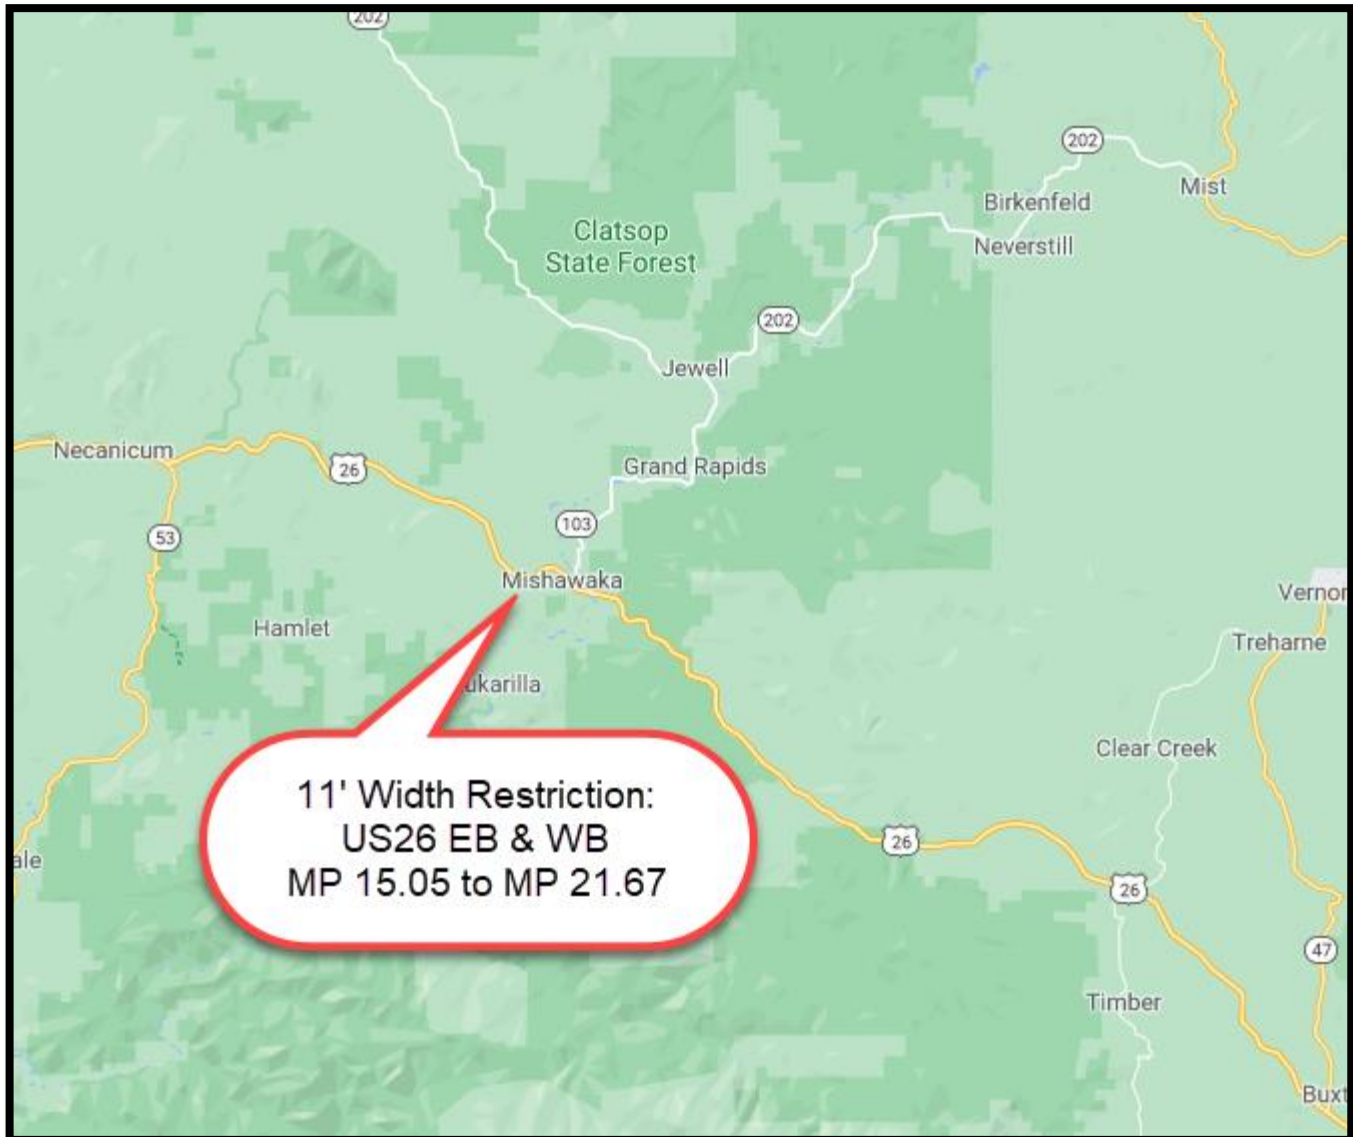 202
202
Birkenfeld
Mist
Neverstill
Clatsop
State Forest
202
Jewell
Necanicum
26
Grand Rapids
103
53
Mishawaka
Vernon
Hamlet
Treharne
ukarilla
Clear Creek
11' Width Restriction:
US26 EB & WB
MP 15.05 to MP 21.67
26
ale
26
47
Timber
Buxt